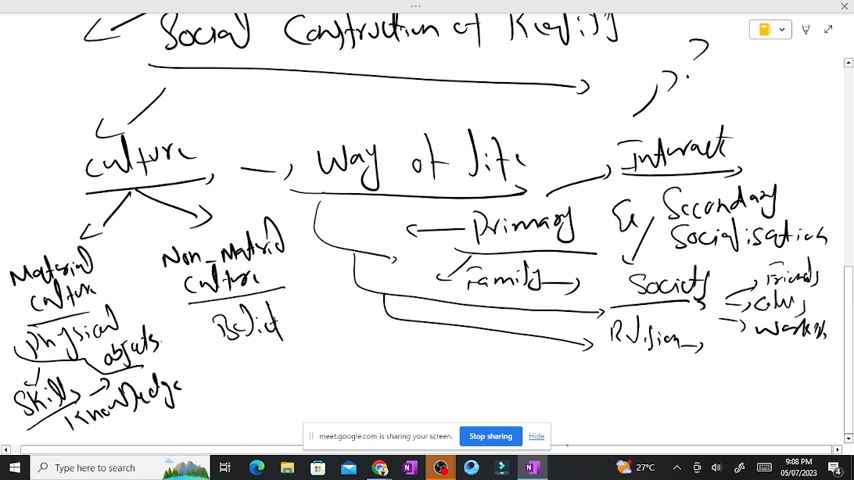 Social Construction of Reality
?
Culture
Way of life
Interact
Primary
&
Secondary
Socialisation
Material
Culture
Non-Material
Culture
Family
Society
Friends
Physical
objects
Belief
Religion
Skills
Knowledge
meet.google.com is sharing your screen.
Stop sharing
Hide
Type here to search
27°C
9:08 PM
05/07/2023
4